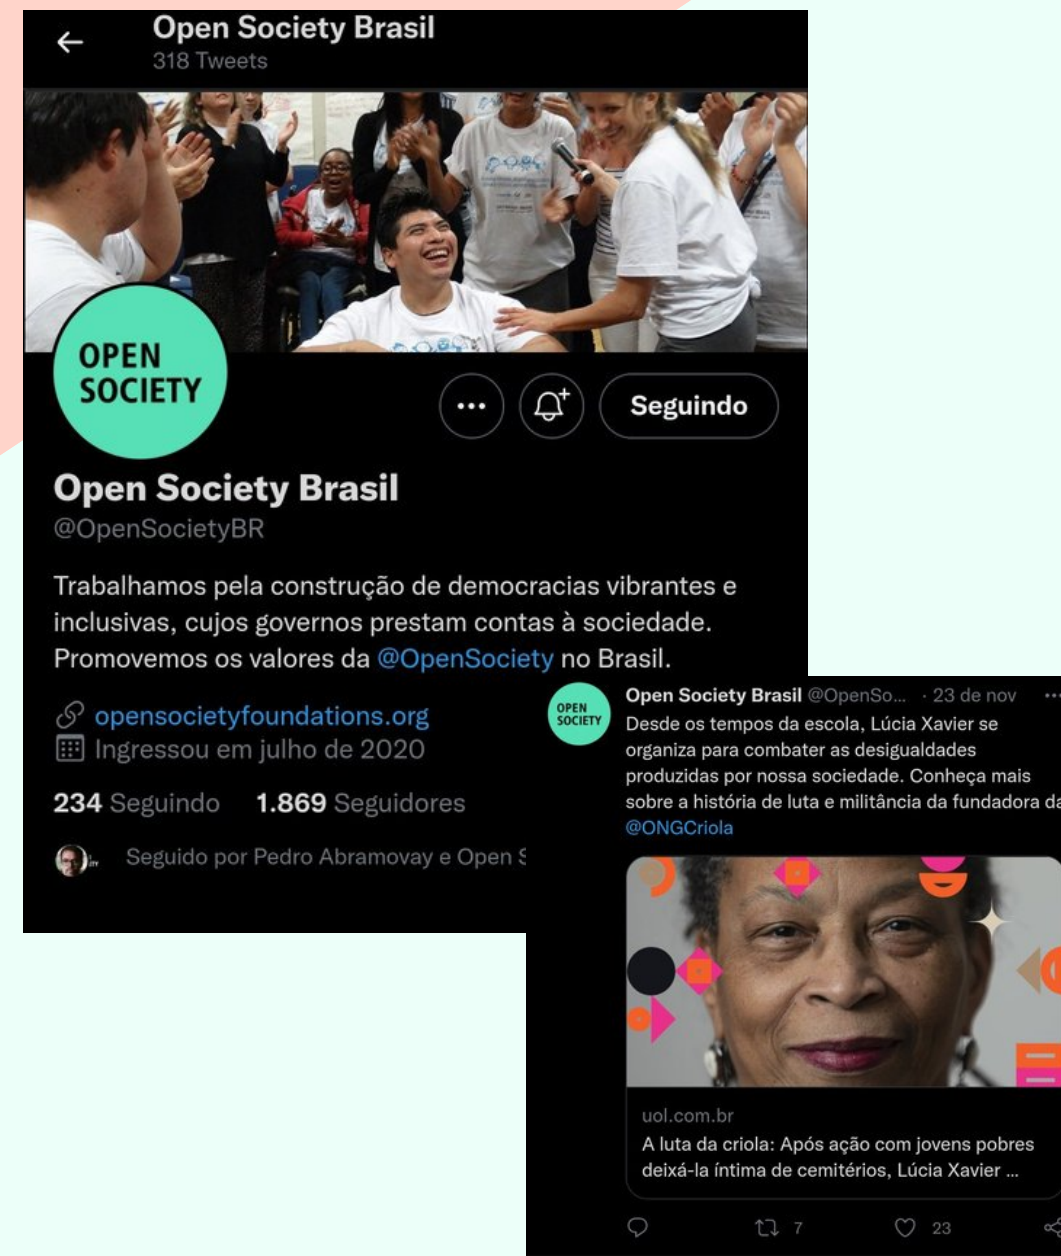 Open Society Brasil
318 Tweets
OPEN
SOCIETY
Seguindo
Open Society Brasil
@OpenSocietyBR
Trabalhamos pela construção de democracias vibrantes e
inclusivas, cujos governos prestam contas à sociedade.
Promovemos os valores da @OpenSociety no Brasil.
opensocietyfoundations.org
Ingressou em julho de 2020
234 Seguindo 1.869 Seguidores
Seguido por Pedro Abramovay e Open S
OPEN
SOCIETY
Open Society Brasil @OpenSo... · 23 de nov
Desde os tempos da escola, Lúcia Xavier se
organiza para combater as desigualdades
produzidas por nossa sociedade. Conheça mais
sobre a história de luta e militância da fundadora da
@ONGCriola
uol.com.br
A luta da criola: Após ação com jovens pobres
deixá-la íntima de cemitérios, Lúcia Xavier ...
7 23